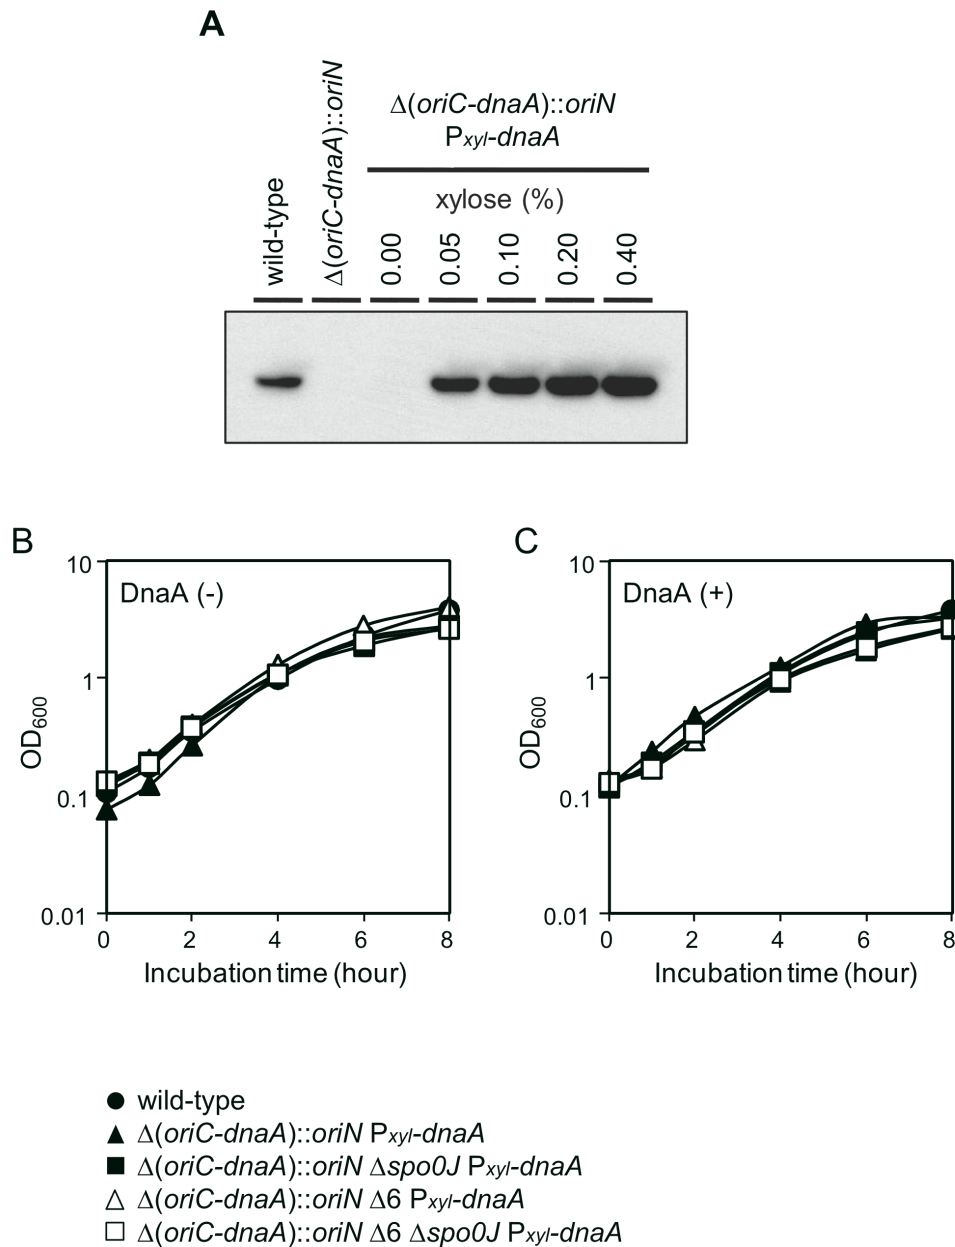 A
wild-type
Δ(oriC-dnaA)::oriN
Δ(oriC-dnaA)::oriN
Pxyl-dnaA
xylose (%)
0.00
0.05
0.10
0.20
0.40
B
DnaA (-)
10
1
0.1
0.01
OD600
0
2
4
6
8
Incubation time (hour)
C
DnaA (+)
10
1
0.1
0.01
OD600
0
2
4
6
8
Incubation time (hour)
wild-type
Δ(oriC-dnaA)::oriN Pxyl-dnaA
Δ(oriC-dnaA)::oriN Δspo0J Pxyl-dnaA
Δ(oriC-dnaA)::oriN Δ6 Pxyl-dnaA
Δ(oriC-dnaA)::oriN Δ6 Δspo0J Pxyl-dnaA